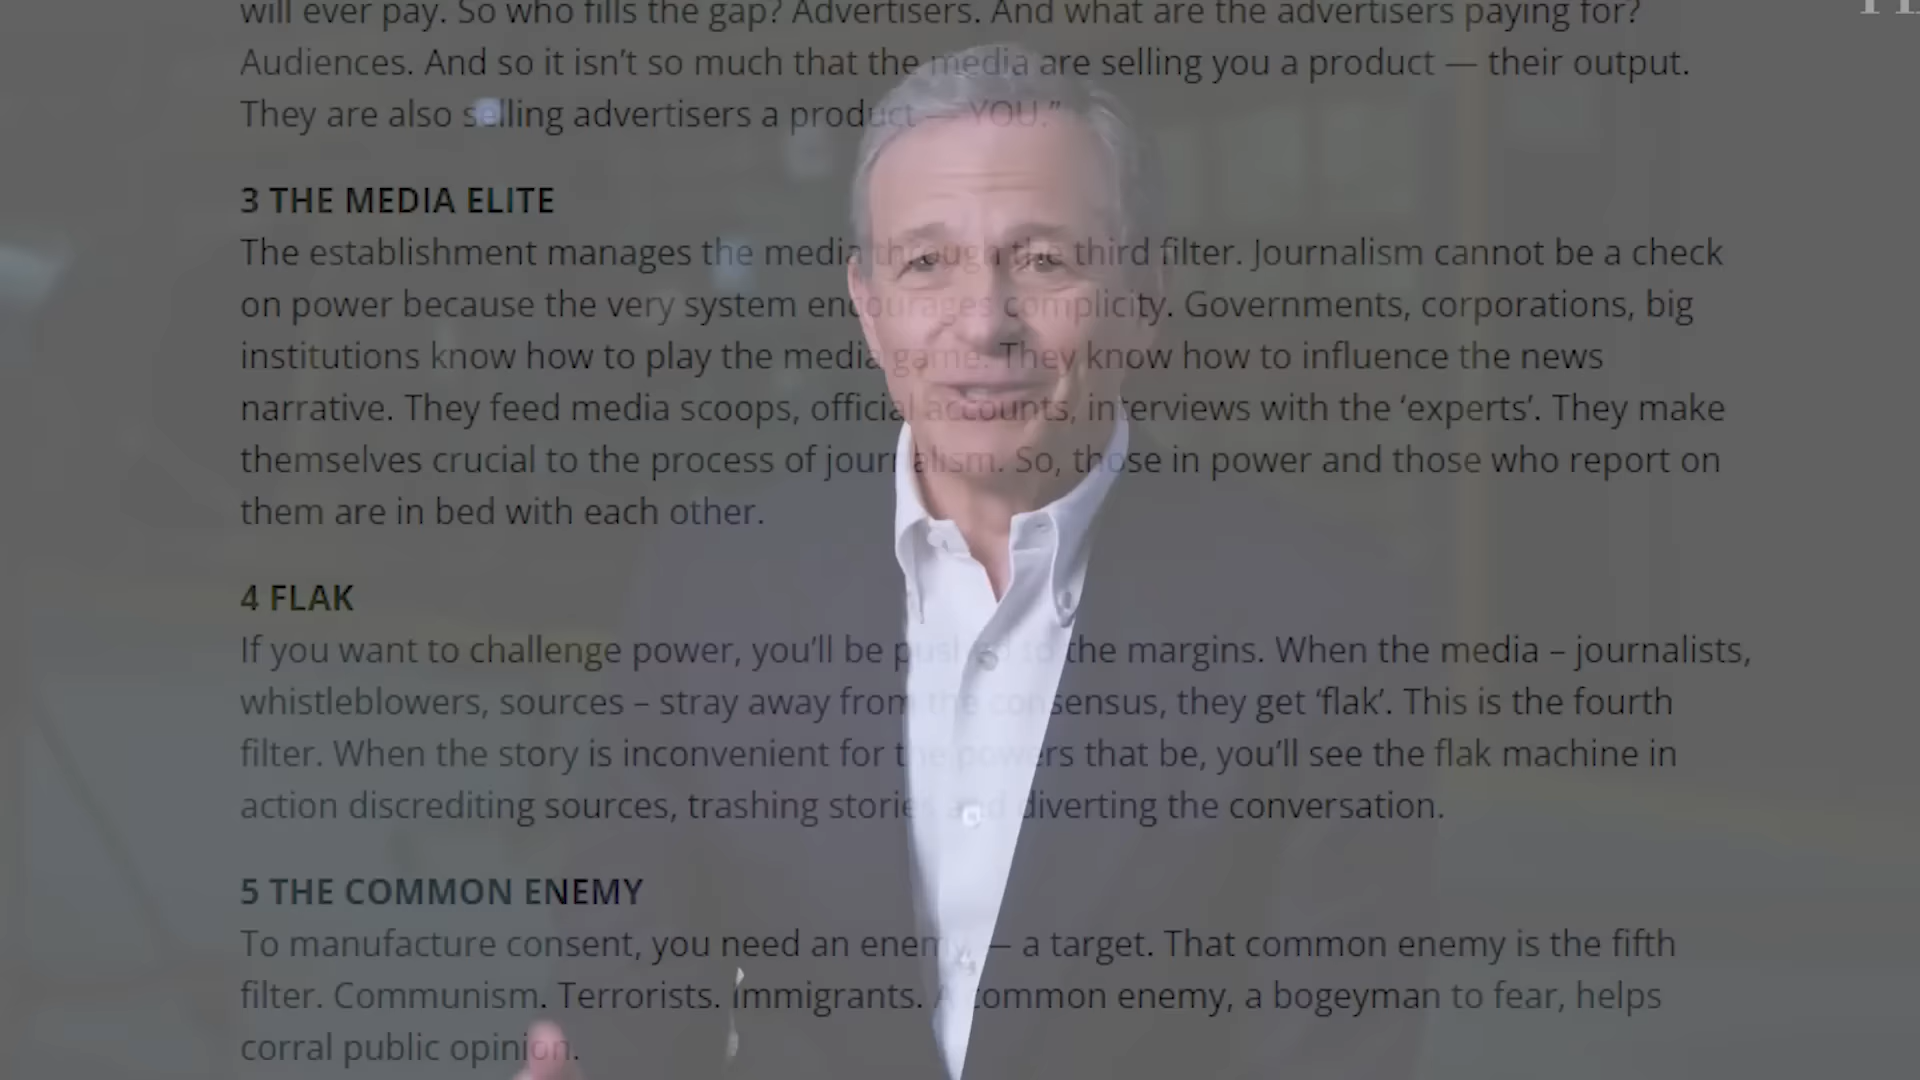 will ever pay. So who fills the gap? Advertisers. And what are the advertisers paying for?
Audiences. And so it isn’t so much that the media are selling you a product — their output.
They are also selling advertisers a product — YOU.”
3 THE MEDIA ELITE
The establishment manages the media through the third filter. Journalism cannot be a check
on power because the very system encourages complicity. Governments, corporations, big
institutions know how to play the media game. They know how to influence the news
narrative. They feed media scoops, official accounts, interviews with the ‘experts’. They make
themselves crucial to the process of journalism. So, those in power and those who report on
them are in bed with each other.
4 FLAK
If you want to challenge power, you’ll be pushed to the margins. When the media – journalists,
whistleblowers, sources – stray away from the consensus, they get ‘flak’. This is the fourth
filter. When the story is inconvenient for the powers that be, you’ll see the flak machine in
action discrediting sources, trashing stories and diverting the conversation.
5 THE COMMON ENEMY
To manufacture consent, you need an enemy — a target. That common enemy is the fifth
filter. Communism. Terrorists. Immigrants. A common enemy, a bogeyman to fear, helps
corral public opinion.